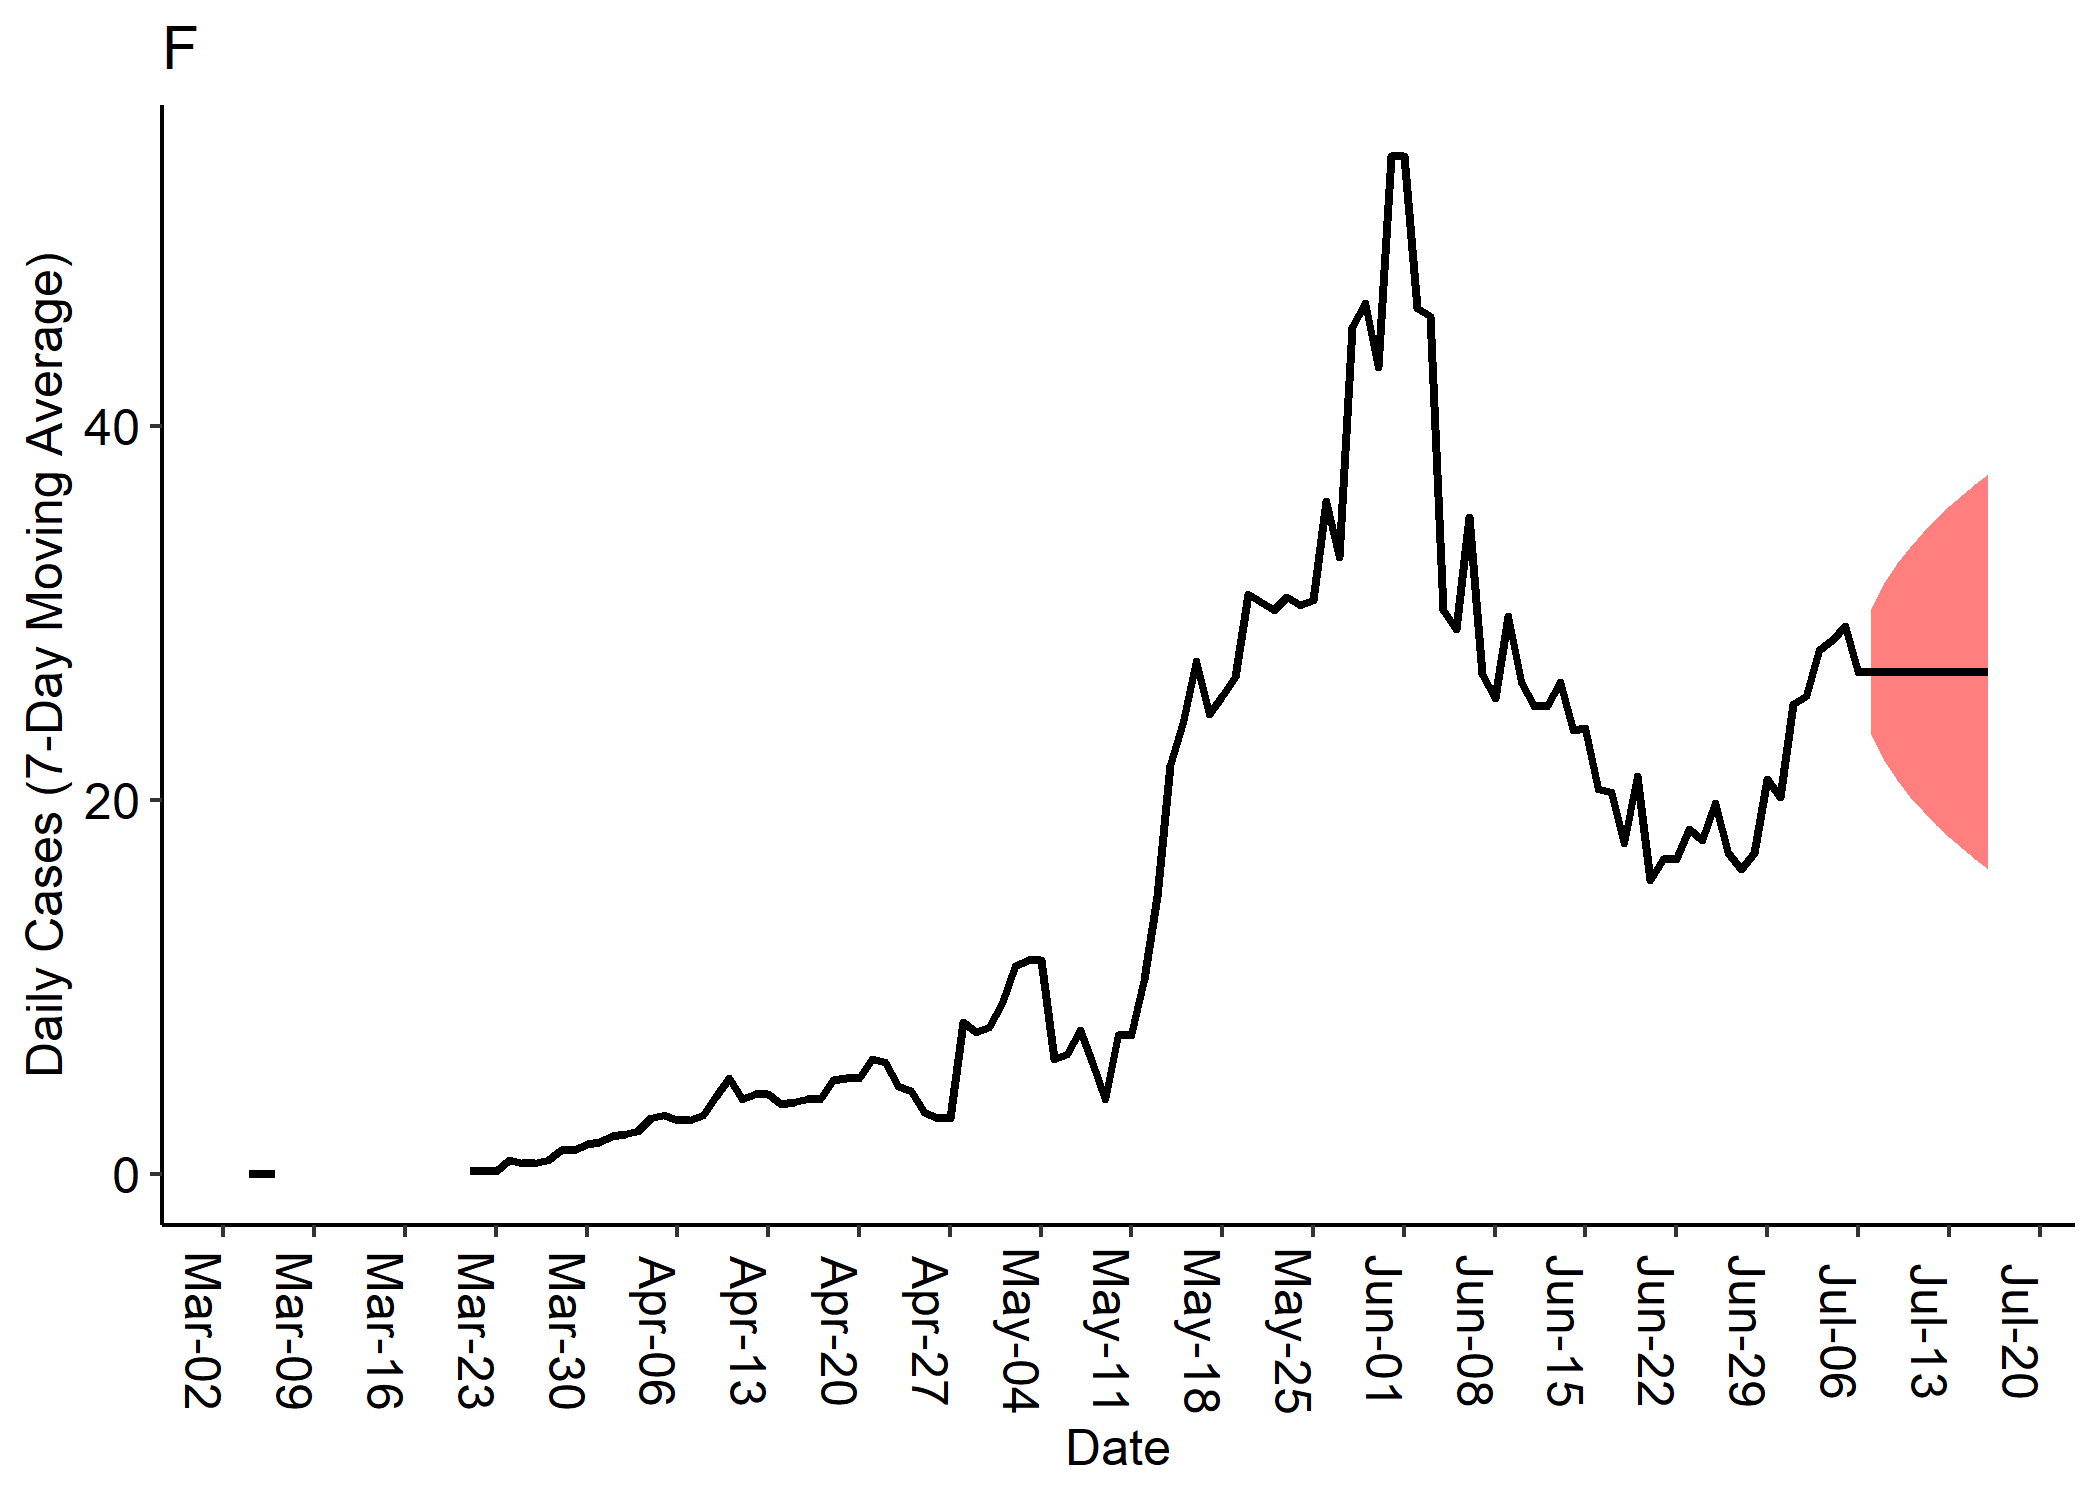 F
Daily Cases (7-Day Moving Average)
40
20
0
Mar-02
Mar-09
Mar-16
Mar-23
Mar-30
Apr-06
Apr-13
Apr-20
Apr-27
May-04
May-11
May-18
May-25
Jun-01
Jun-08
Jun-15
Jun-22
Jun-29
Jul-06
Jul-13
Jul-20
Date